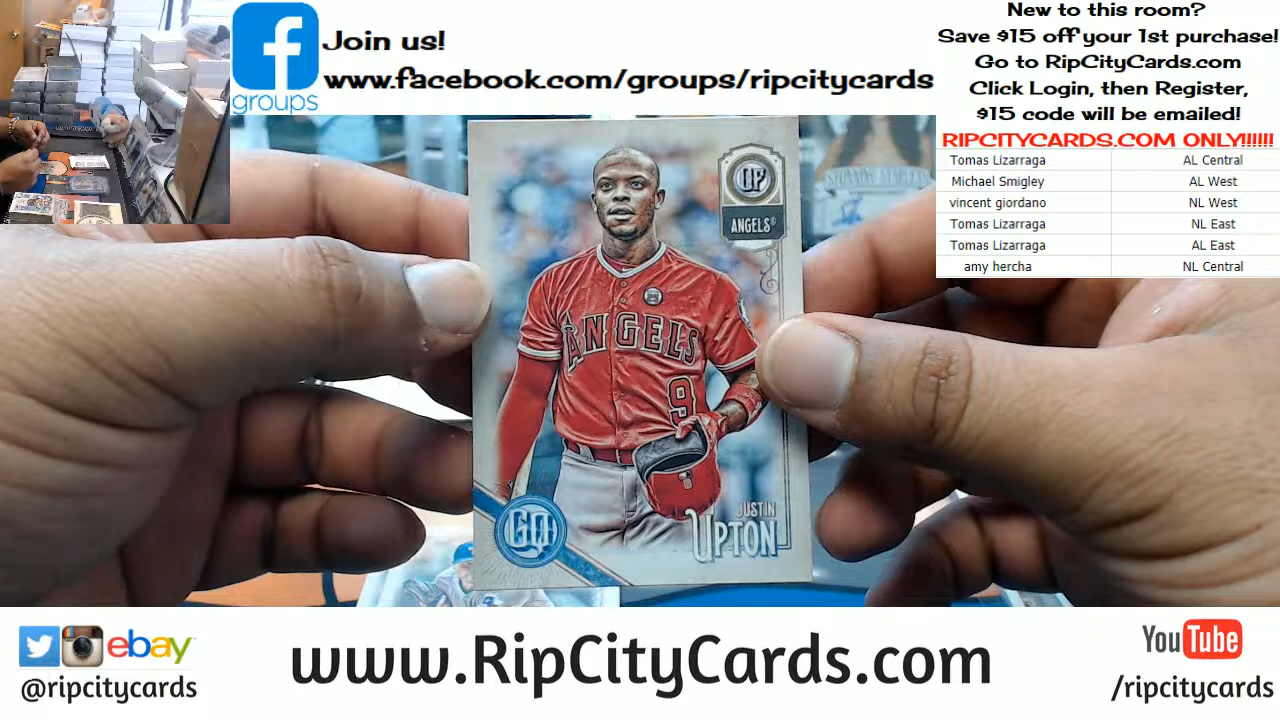 Join us!
www.facebook.com/groups/ripcitycards
groups
New to this room?
Save $15 off your 1st purchase!
Go to RipCityCards.com
Click Login, then Register,
$15 code will be emailed!
RIPCITYCARDS.COM ONLY!!!!!!
Tomas Lizarraga AL Central
Michael Smigley AL West
vincent giordano NL West
Tomas Lizarraga NL East
Tomas Lizarraga AL East
amy hercha NL Central
ANGELS®
ANGELS
9
GQ
JUSTIN
UPTON
ebay™
@ripcitycards
www.RipCityCards.com
YouTube
/ripcitycards